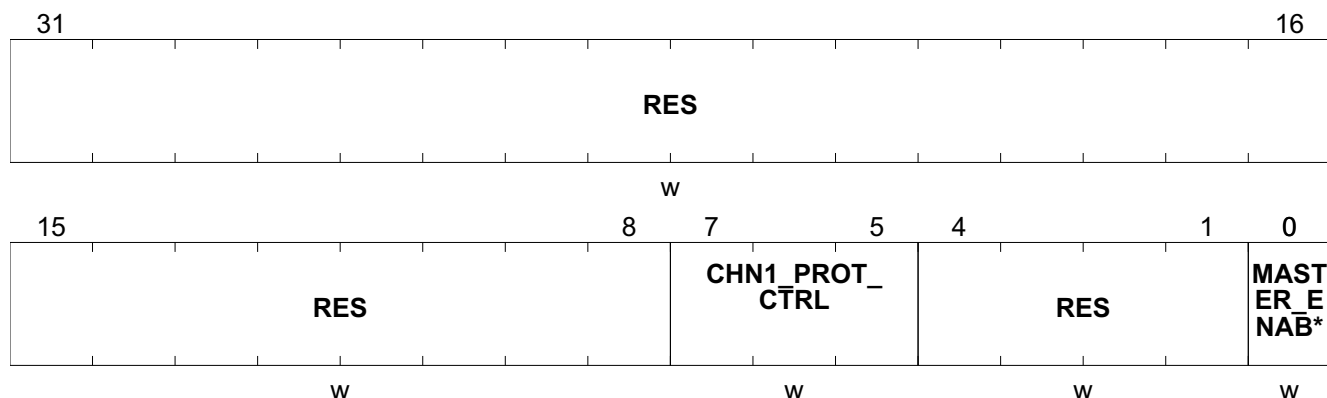 31 16
RES
w
15 8 7 5 4 1 0
RES CHN1_PROT_ RES MAST
CTRL ER_E
NAB*
w w w w